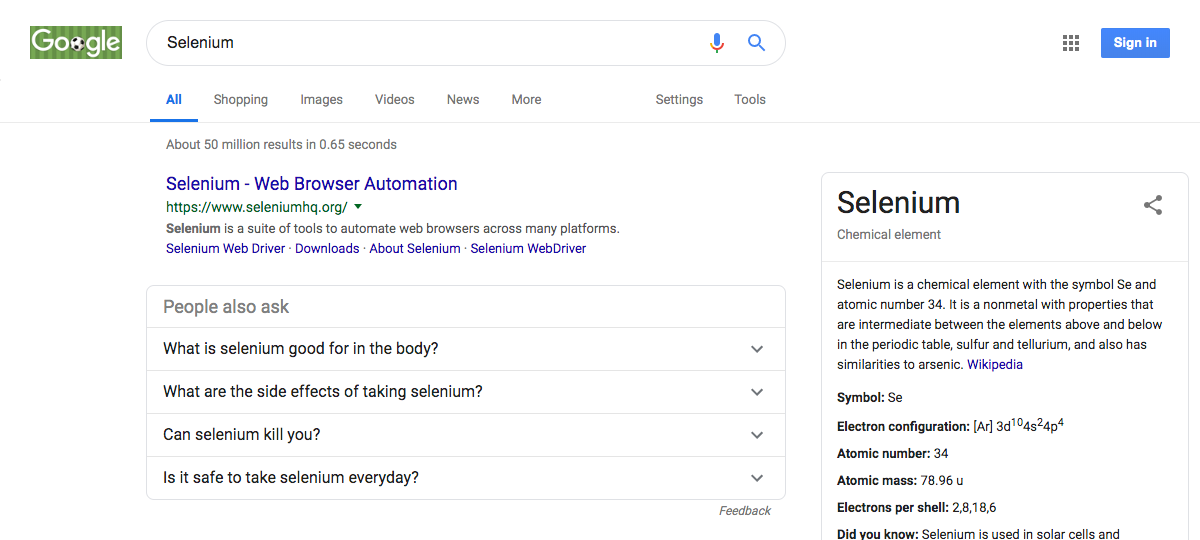 Google
Selenium
Sign in
All Shopping Images Videos News More Settings Tools
About 50 million results in 0.65 seconds
Selenium - Web Browser Automation
https://www.seleniumhq.org/
Selenium is a suite of tools to automate web browsers across many platforms.
Selenium Web Driver · Downloads · About Selenium · Selenium WebDriver
People also ask
What is selenium good for in the body?
What are the side effects of taking selenium?
Can selenium kill you?
Is it safe to take selenium everyday?
Feedback
Selenium
Chemical element
Selenium is a chemical element with the symbol Se and
atomic number 34. It is a nonmetal with properties that
are intermediate between the elements above and below
in the periodic table, sulfur and tellurium, and also has
similarities to arsenic. Wikipedia
Symbol: Se
Electron configuration: [Ar] 3d¹⁰4s²4p⁴
Atomic number: 34
Atomic mass: 78.96 u
Electrons per shell: 2,8,18,6
Did you know: Selenium is used in solar cells and